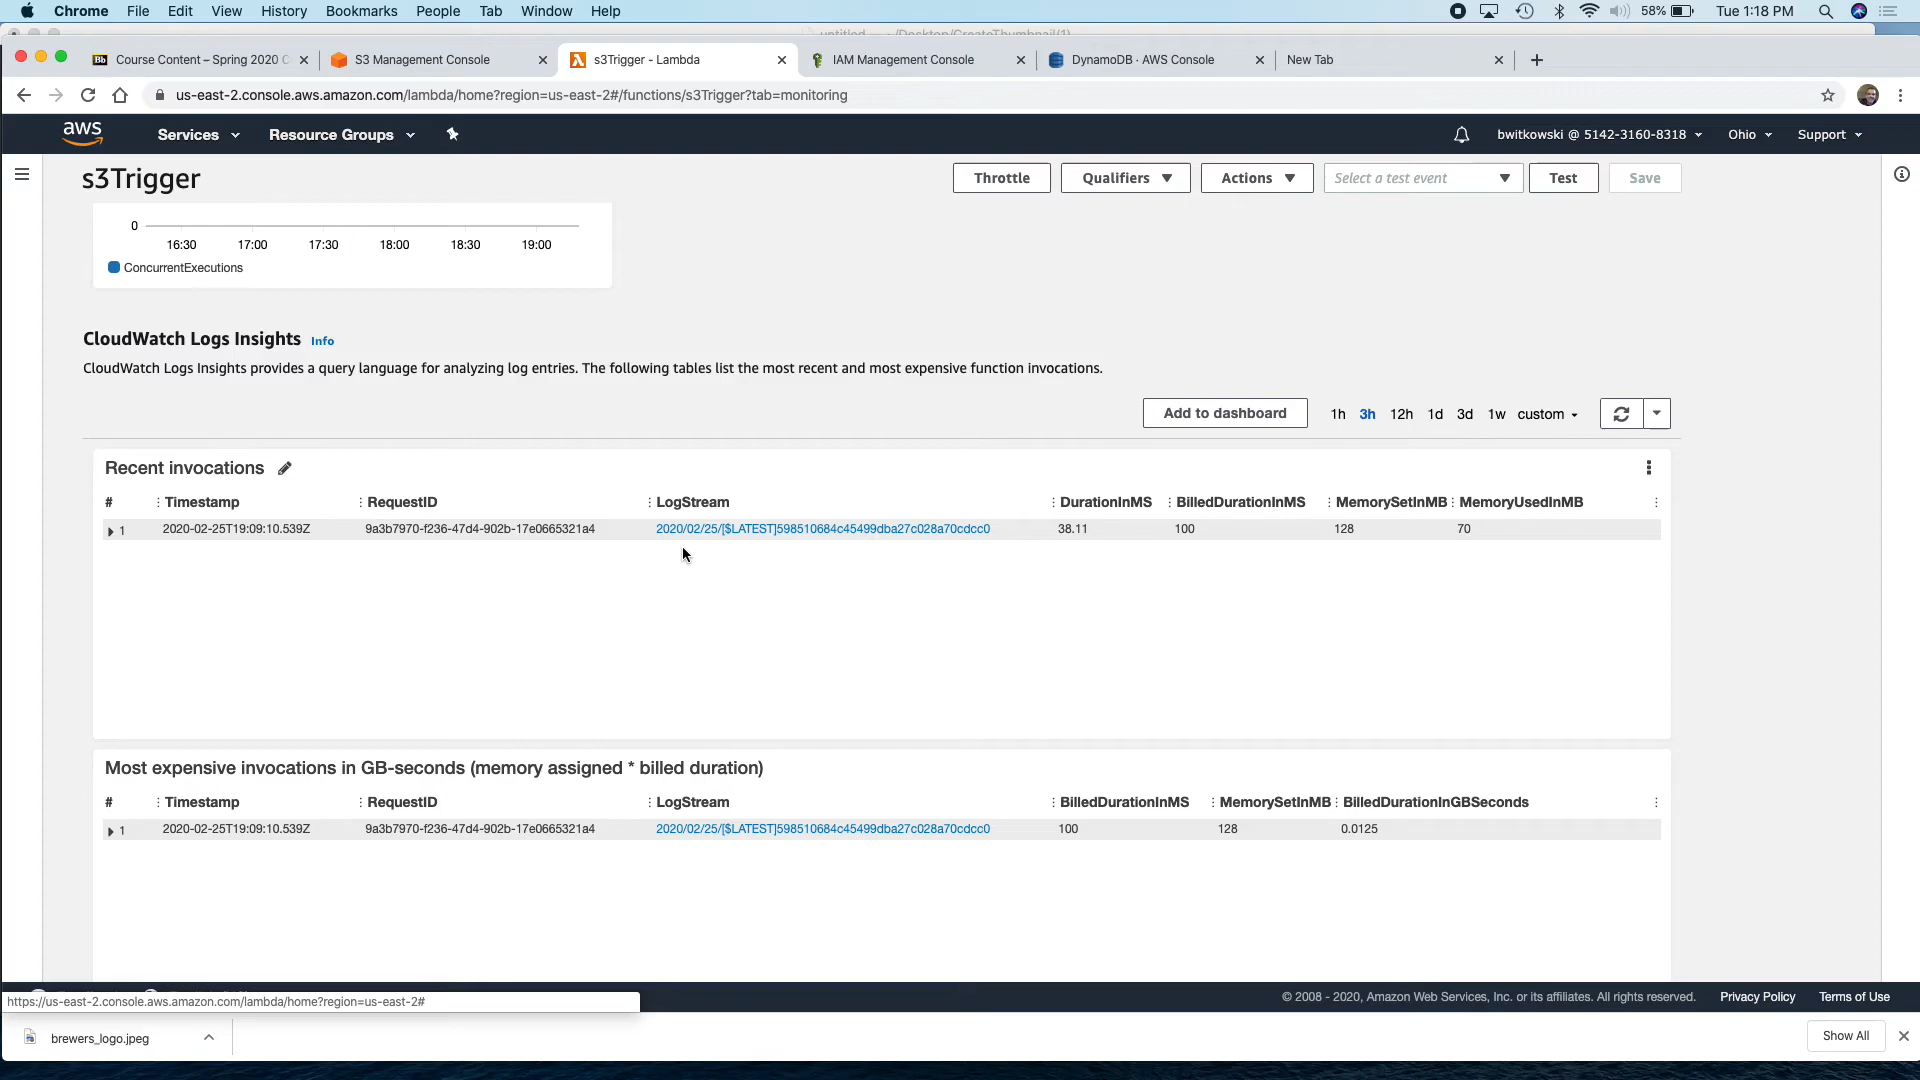 Chrome File Edit View History Bookmarks People Tab Window Help 58% Tue 1:18 PM
untitled — ~/Desktop/CreateThumbnail(1)
Bb Course Content – Spring 2020 C S3 Management Console s3Trigger - Lambda IAM Management Console DynamoDB · AWS Console New Tab
us-east-2.console.aws.amazon.com/lambda/home?region=us-east-2#/functions/s3Trigger?tab=monitoring
aws Services Resource Groups bwitkowski @ 5142-3160-8318 Ohio Support
s3Trigger Throttle Qualifiers Actions Select a test event Test Save
0
16:30 17:00 17:30 18:00 18:30 19:00
ConcurrentExecutions
CloudWatch Logs Insights Info
CloudWatch Logs Insights provides a query language for analyzing log entries. The following tables list the most recent and most expensive function invocations.
Add to dashboard 1h 3h 12h 1d 3d 1w custom
Recent invocations
# Timestamp RequestID LogStream DurationInMS BilledDurationInMS MemorySetInMB MemoryUsedInMB
1 2020-02-25T19:09:10.539Z 9a3b7970-f236-47d4-902b-17e0665321a4 2020/02/25/[$LATEST]598510684c45499dba27c028a70cdcc0 38.11 100 128 70
Most expensive invocations in GB-seconds (memory assigned * billed duration)
# Timestamp RequestID LogStream BilledDurationInMS MemorySetInMB BilledDurationInGBSeconds
1 2020-02-25T19:09:10.539Z 9a3b7970-f236-47d4-902b-17e0665321a4 2020/02/25/[$LATEST]598510684c45499dba27c028a70cdcc0 100 128 0.0125
https://us-east-2.console.aws.amazon.com/lambda/home?region=us-east-2# © 2008 - 2020, Amazon Web Services, Inc. or its affiliates. All rights reserved. Privacy Policy Terms of Use
brewers_logo.jpeg Show All